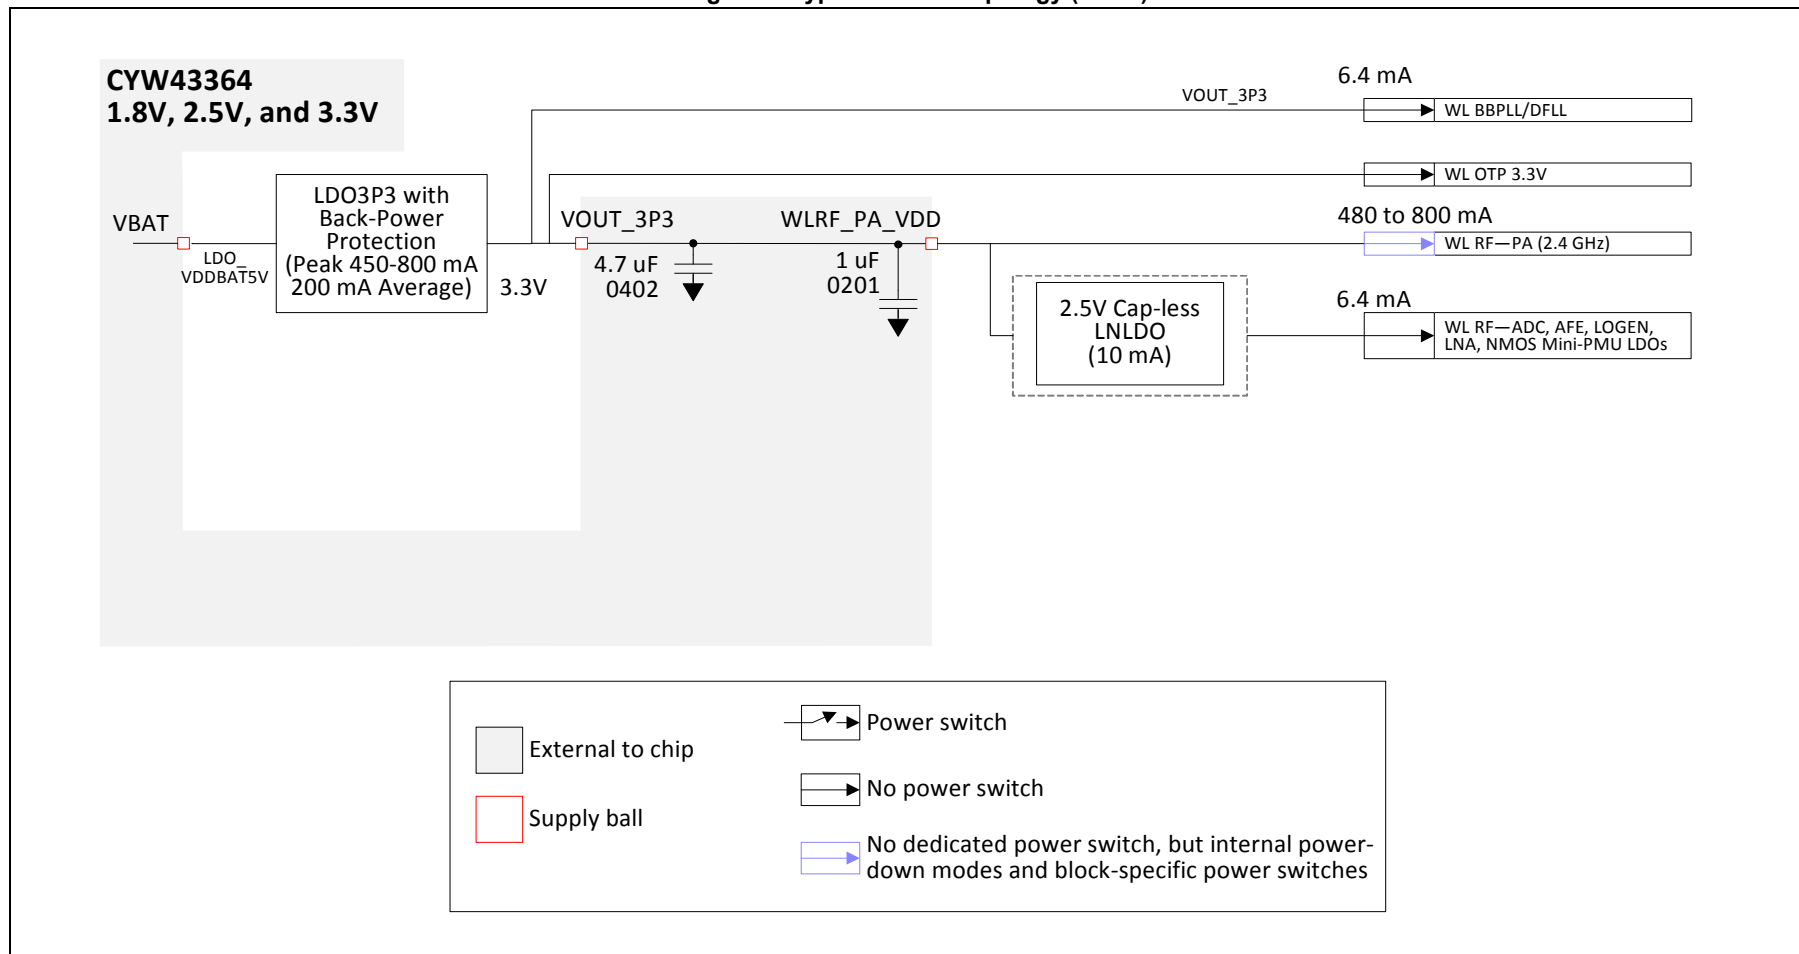 CYW43364
1.8V, 2.5V, and 3.3V
6.4 mA
VOUT_3P3
WL BBPLL/DFLL
WL OTP 3.3V
VBAT
LDO_
VDDBAT5V
LDO3P3 with
Back-Power
Protection
(Peak 450-800 mA
200 mA Average)
3.3V
VOUT_3P3
4.7 uF
0402
WLRF_PA_VDD
1 uF
0201
480 to 800 mA
WL RF—PA (2.4 GHz)
2.5V Cap-less
LNLDO
(10 mA)
6.4 mA
WL RF—ADC, AFE, LOGEN,
LNA, NMOS Mini-PMU LDOs
External to chip
Supply ball
Power switch
No power switch
No dedicated power switch, but internal power-
down modes and block-specific power switches